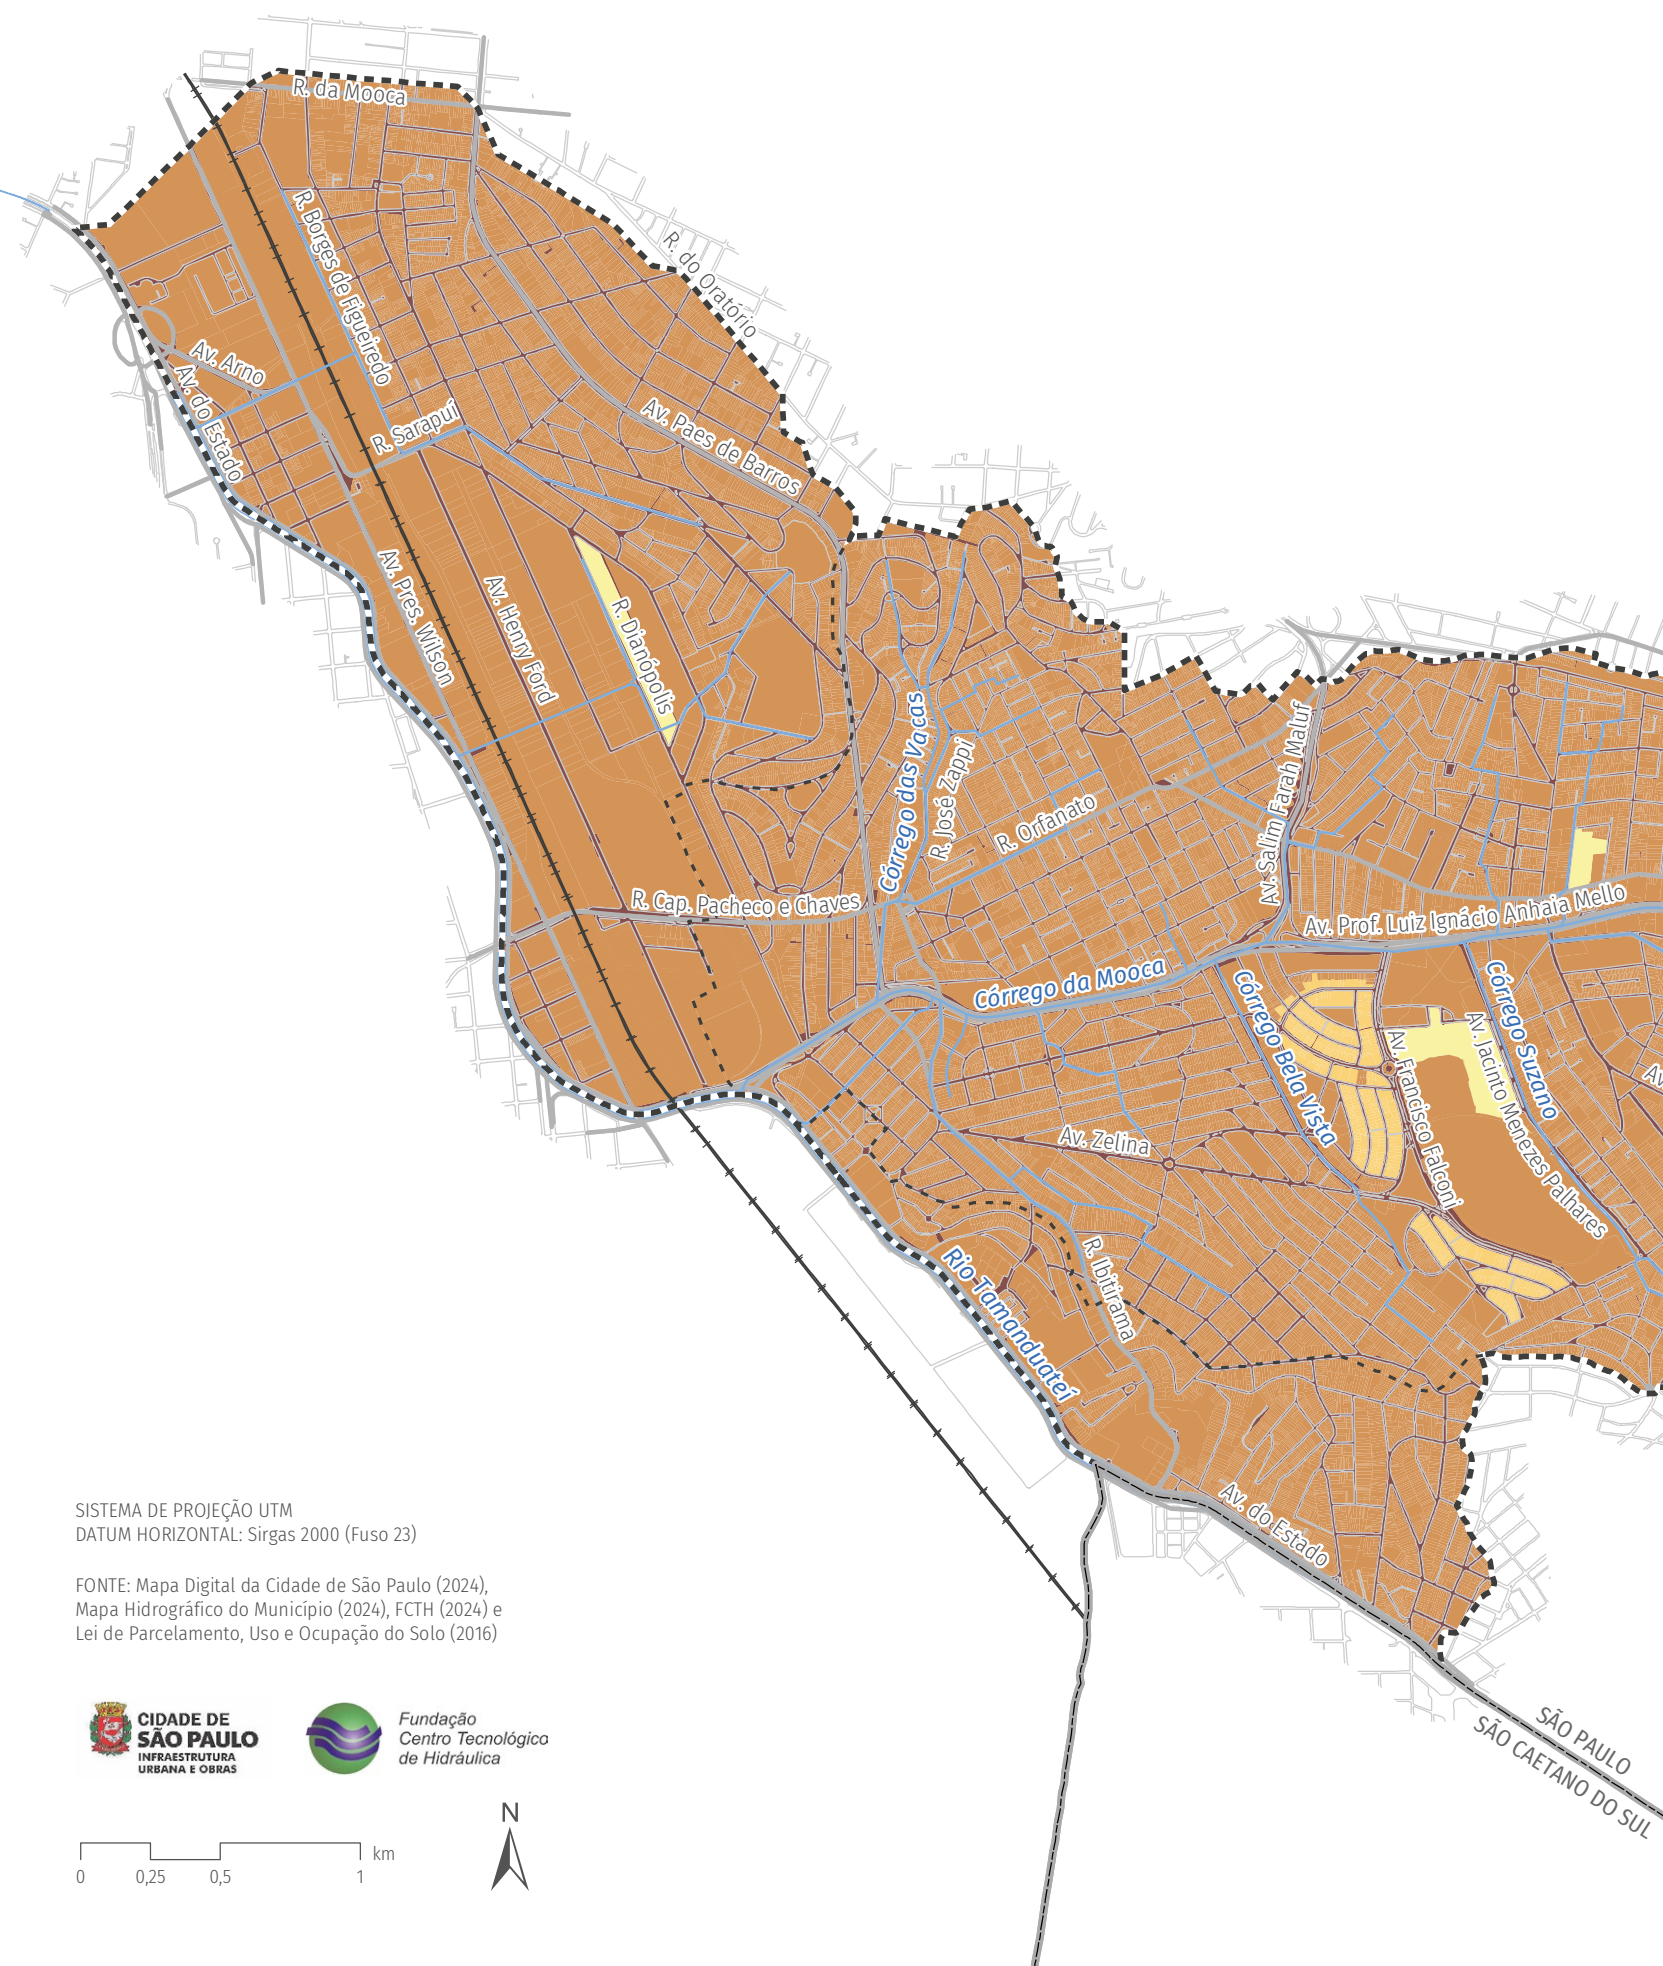 R. da Mooca
R. do Oratório
R. Borges de Figueiredo
Av. Arno
Av. do Estado
R. Sarapuí
Av. Paes de Barros
Av. Pres. Wilson
Av. Henry Ford
R. Dianópolis
Córrego das Vacas
R. José Zappi
R. Orfanato
Av. Salim Farah Maluf
R. Cap. Pacheco e Chaves
Av. Prof. Luiz Ignácio Anhaia Mello
Córrego da Mooca
Córrego Bela Vista
Córrego Suzano
Av. Francisco Falconi
Av. Jacinto Menezes Palhares
Av
Av. Zelina
R. Ibitirama
Rio Tamanduateí
Av. do Estado
SÃO PAULO
SÃO CAETANO DO SUL
SISTEMA DE PROJEÇÃO UTM
DATUM HORIZONTAL: Sirgas 2000 (Fuso 23)
FONTE: Mapa Digital da Cidade de São Paulo (2024),
Mapa Hidrográfico do Município (2024), FCTH (2024) e
Lei de Parcelamento, Uso e Ocupação do Solo (2016)
CIDADE DE
SÃO PAULO
INFRAESTRUTURA
URBANA E OBRAS
Fundação
Centro Tecnológico
de Hidráulica
N
km
0 0,25 0,5 1